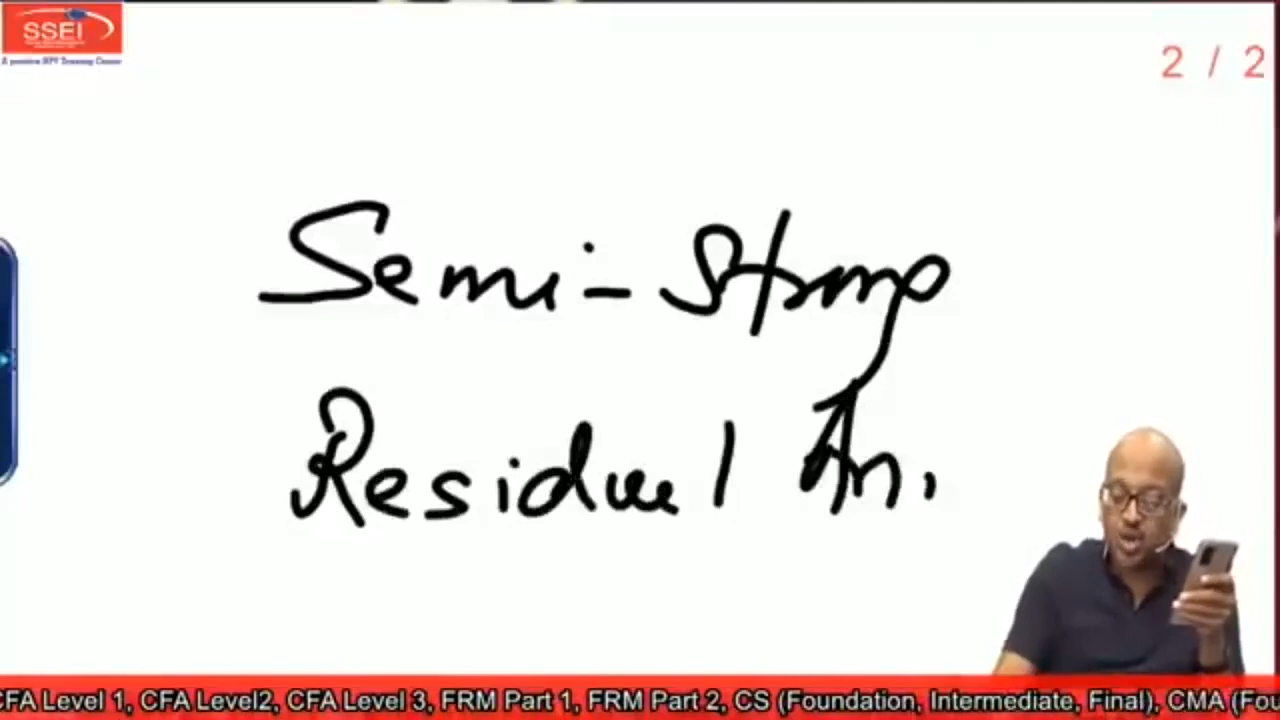 SSEI
2 / 2
Semi-Strong
Residual An.
CFA Level 1, CFA Level2, CFA Level 3, FRM Part 1, FRM Part 2, CS (Foundation, Intermediate, Final), CMA (Fou